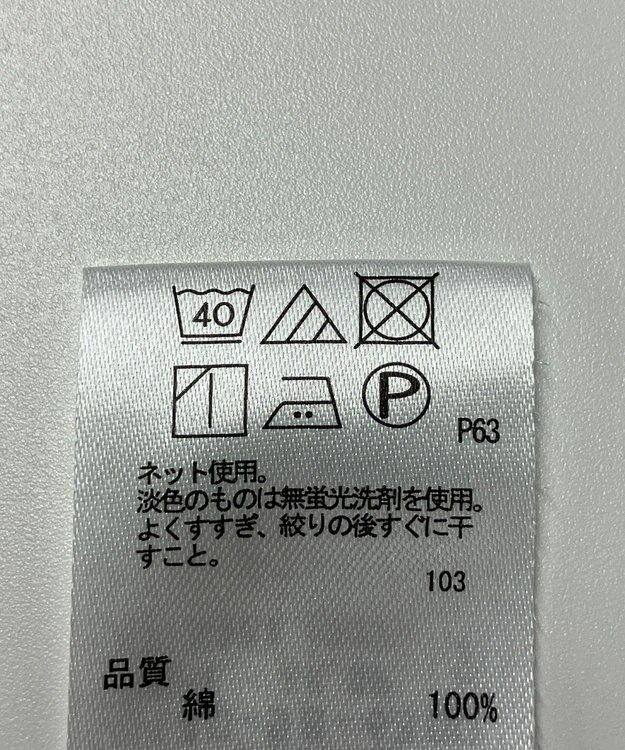 40
P
P63
ネット使用。
淡色のものは無蛍光洗剤を使用。
よくすすぎ、絞りの後すぐに干
すこと。
103
品質
綿 100%